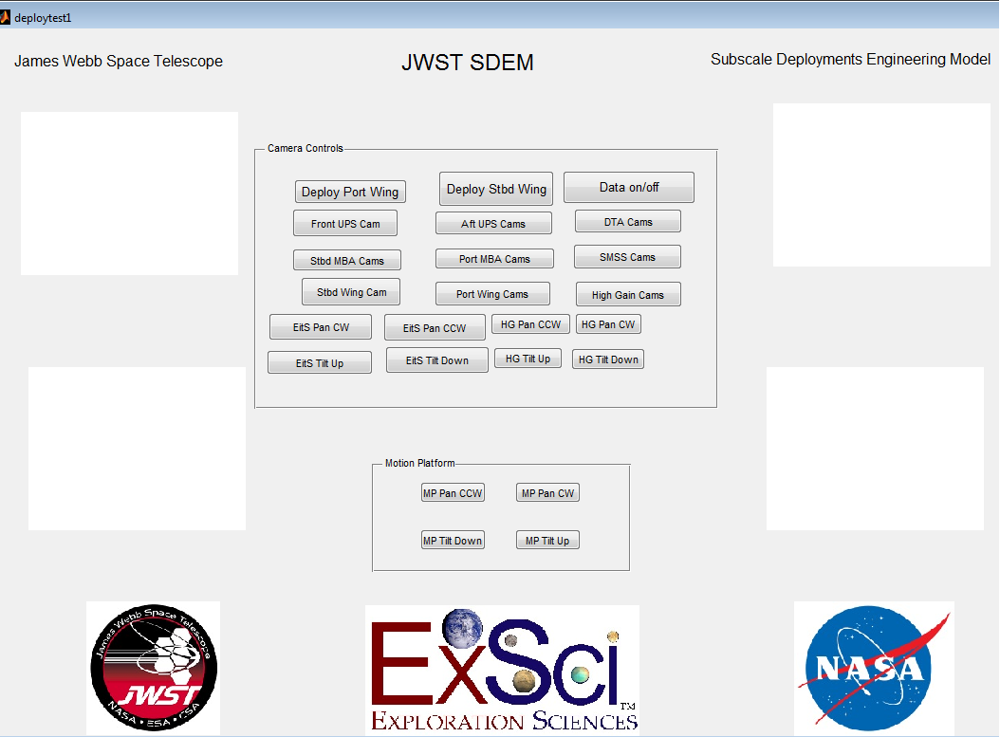 deploytest1
James Webb Space Telescope
JWST SDEM
Subscale Deployments Engineering Model
Camera Controls
Deploy Port Wing
Deploy Stbd Wing
Data on/off
Front UPS Cam
Aft UPS Cams
DTA Cams
Stbd MBA Cams
Port MBA Cams
SMSS Cams
Stbd Wing Cam
Port Wing Cams
High Gain Cams
EitS Pan CW
EitS Pan CCW
HG Pan CCW
HG Pan CW
EitS Tilt Up
EitS Tilt Down
HG Tilt Up
HG Tilt Down
Motion Platform
MP Pan CCW
MP Pan CW
MP Tilt Down
MP Tilt Up
James Webb Space Telescope
JWST
NASA • ESA • CSA
ExSci
EXPLORATION SCIENCES™
NASA